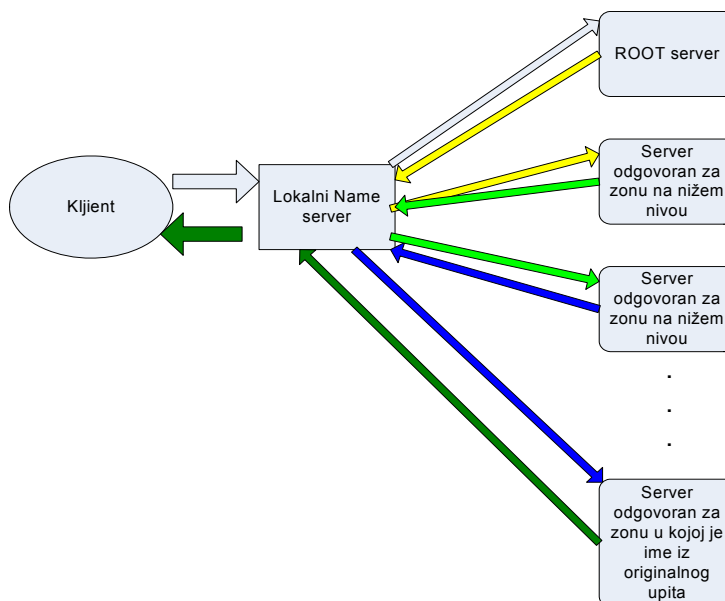 ROOT server
Server
odgovoran za
zonu na nižem
nivou
Kljient
Lokalni Name
server
Server
odgovoran za
zonu na nižem
nivou
.
.
.
Server
odgovoran za
zonu u kojoj je
ime iz
originalnog
upita